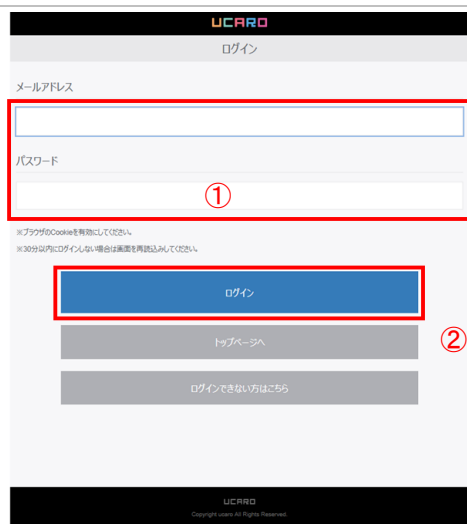 UCARO
ログイン
メールアドレス
パスワード
①
※ブラウザのCookieを有効にしてください。
※30分以内にログインしない場合は画面を再読込みしてください。
ログイン
トップページへ
②
ログインできない方はこちら
UCARO
Copyright ucaro All Rights Reserved.